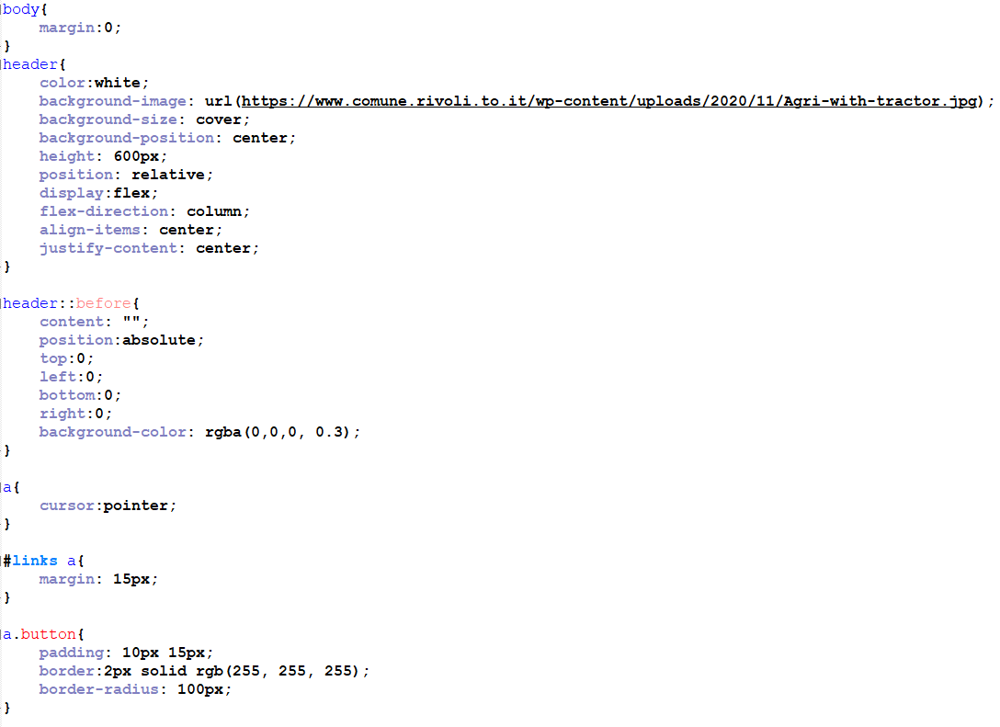 body{
    margin:0;
}
header{
    color:white;
    background-image: url(https://www.comune.rivoli.to.it/wp-content/uploads/2020/11/Agri-with-tractor.jpg);
    background-size: cover;
    background-position: center;
    height: 600px;
    position: relative;
    display:flex;
    flex-direction: column;
    align-items: center;
    justify-content: center;
}

header::before{
    content: "";
    position:absolute;
    top:0;
    left:0;
    bottom:0;
    right:0;
    background-color: rgba(0,0,0, 0.3);
}

a{
    cursor:pointer;
}

#links a{
    margin: 15px;
}

a.button{
    padding: 10px 15px;
    border:2px solid rgb(255, 255, 255);
    border-radius: 100px;
}